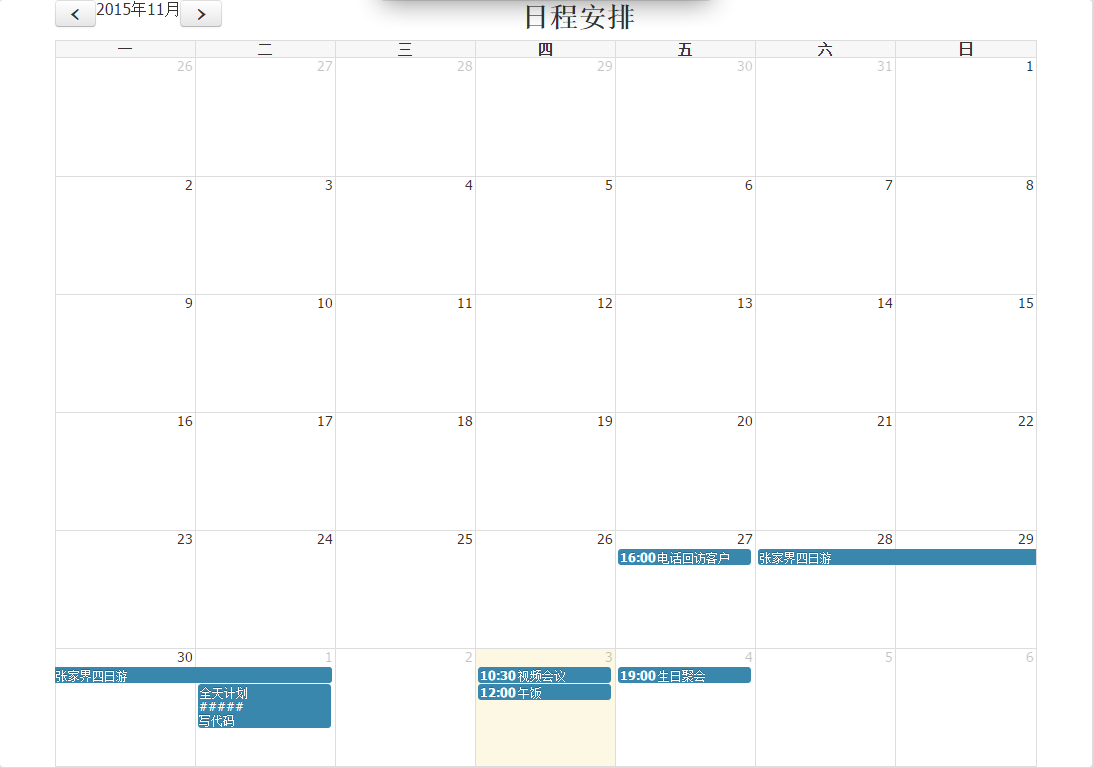 2015年11月
日程安排
一 二 三 四 五 六 日
26 27 28 29 30 31 1
2 3 4 5 6 7 8
9 10 11 12 13 14 15
16 17 18 19 20 21 22
23 24 25 26 27 28 29
16:00电话回访客户 张家界四日游
30 1 2 3 4 5 6
张家界四日游 10:30视频会议 19:00生日聚会
全天计划 12:00午饭
#####
写代码